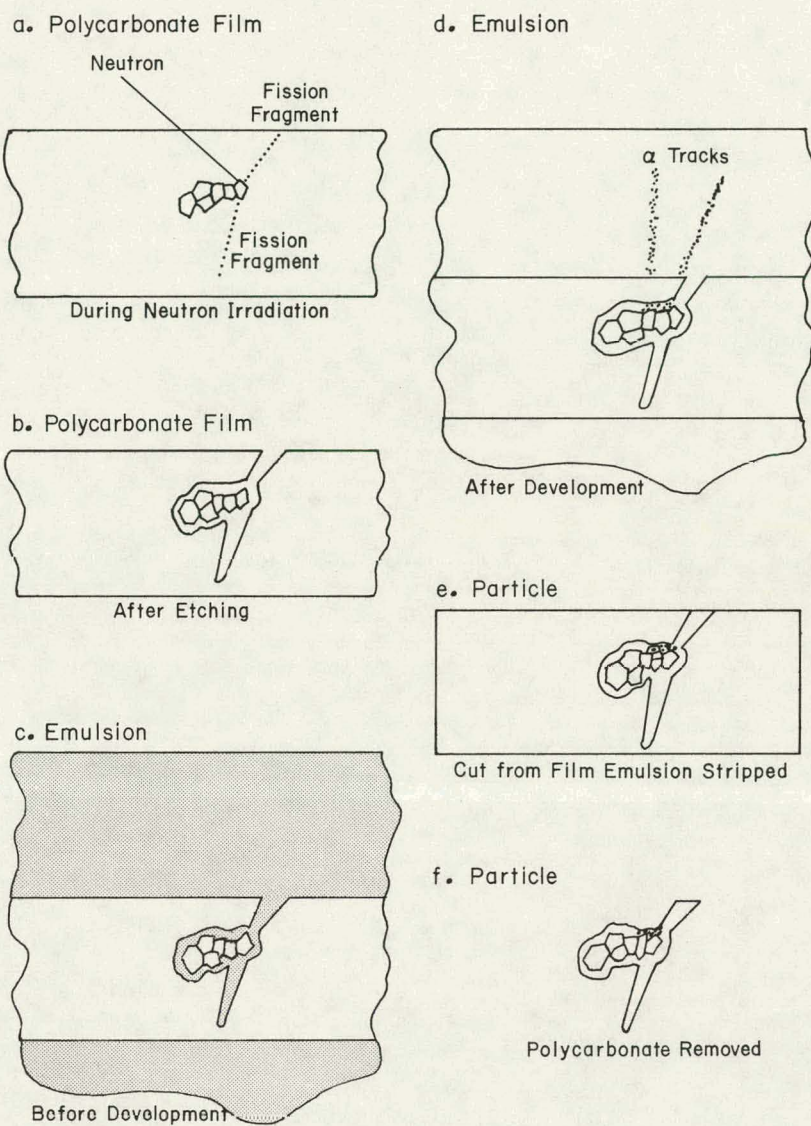 a. Polycarbonate Film
Neutron
Fission
Fragment
Fission
Fragment
During Neutron Irradiation
b. Polycarbonate Film
After Etching
c. Emulsion
Before Development
d. Emulsion
α Tracks
After Development
e. Particle
Cut from Film Emulsion Stripped
f. Particle
Polycarbonate Removed